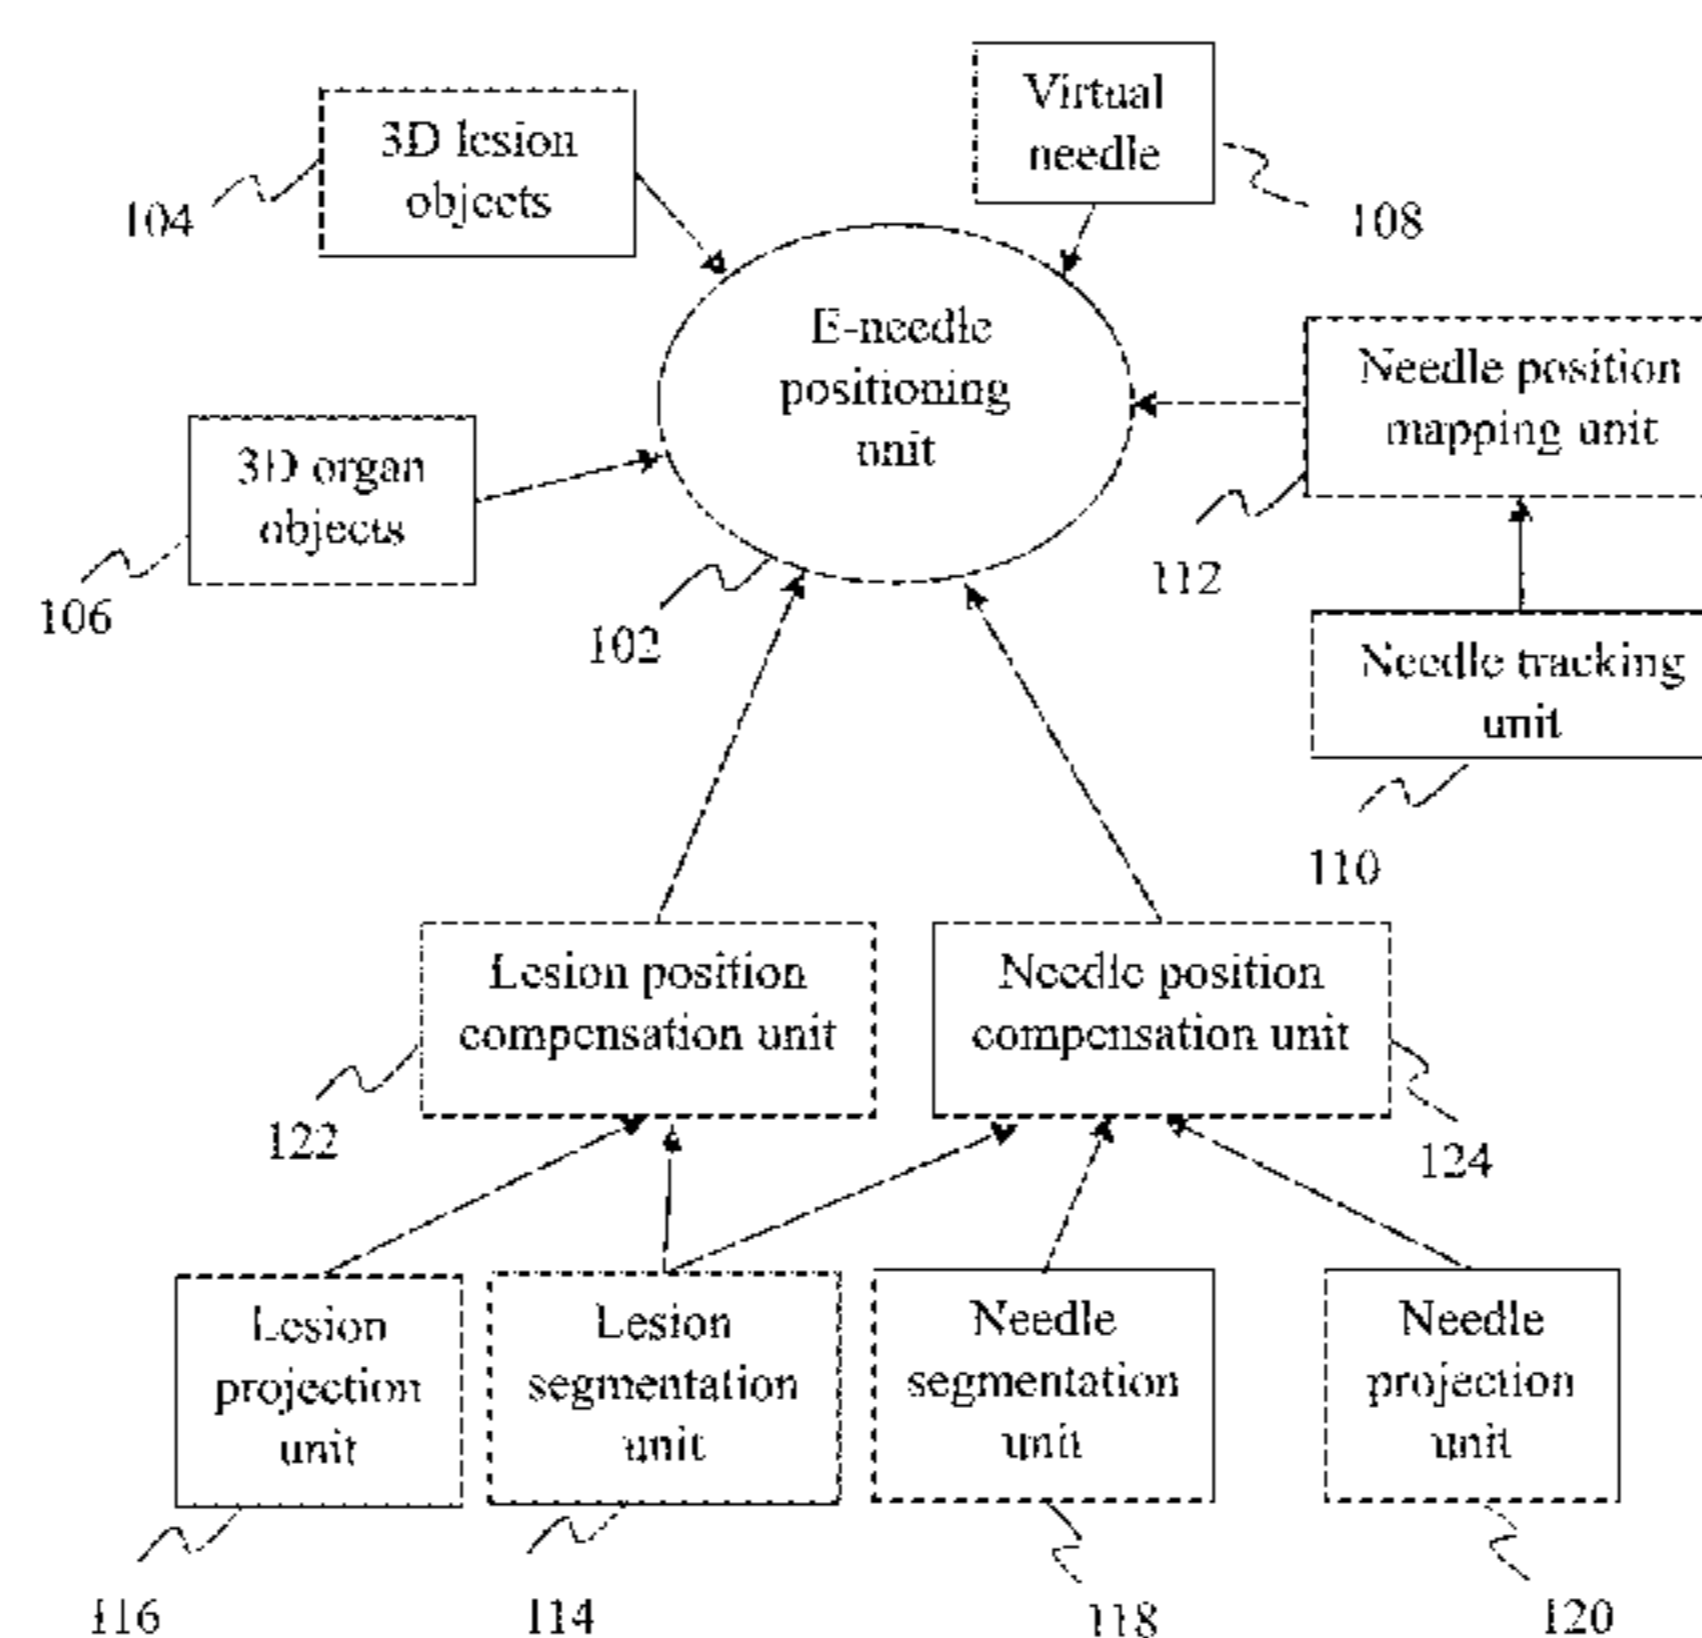 3D lesion
objects
104
Virtual
needle
108
E-needle
positioning
unit
Needle position
mapping unit
112
3D organ
objects
106
102
Needle tracking
unit
110
Lesion position
compensation unit
122
Needle position
compensation unit
124
Lesion
projection
unit
116
Lesion
segmentation
unit
114
Needle
segmentation
unit
118
Needle
projection
unit
120